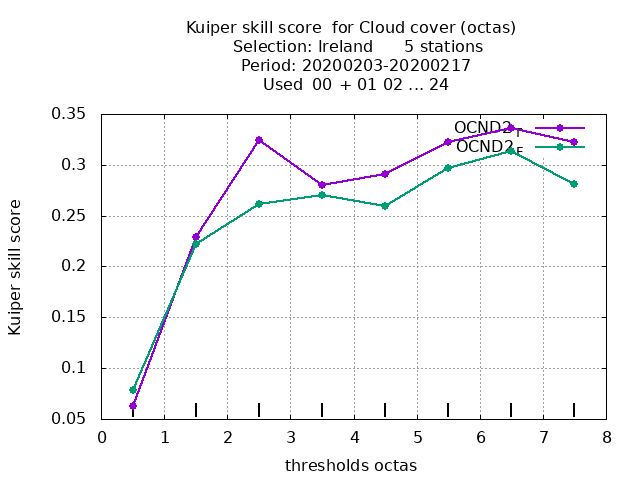 Kuiper skill score  for Cloud cover (octas)
Selection: Ireland      5 stations
Period: 20200203-20200217
Used  00 + 01 02 ... 24
OCND2_T
OCND2_F
0.35
0.3
0.25
0.2
0.15
0.1
0.05
Kuiper skill score
0 1 2 3 4 5 6 7 8
thresholds octas